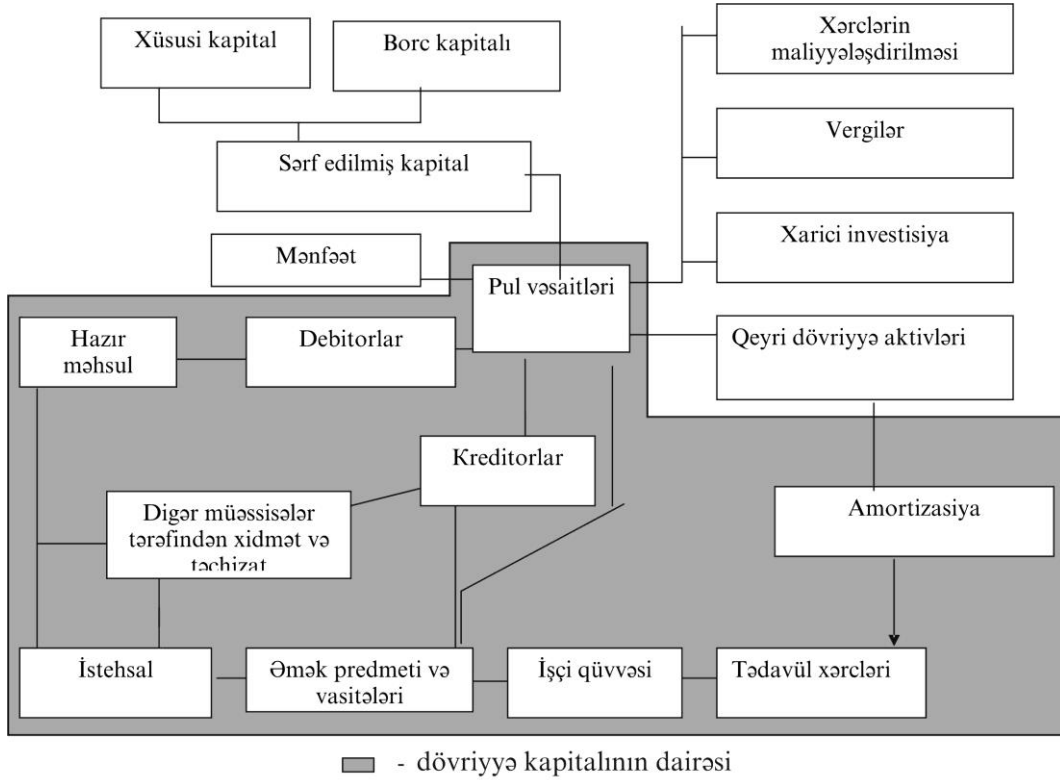 Xüsusi kapital
Borc kapitalı
Xərclərin
maliyyələşdirilməsi
Sərf edilmiş kapital
Vergilər
Mənfəət
Xarici investisiya
Pul vəsaitləri
Hazır
məhsul
Debitorlar
Qeyri dövriyyə aktivləri
Kreditorlar
Digər müəssisələr
tərəfindən xidmət və
təchizat
Amortizasiya
İstehsal
Əmək predmeti və
vasitələri
İşçi qüvvəsi
Tədavül xərcləri
- dövriyyə kapitalının dairəsi